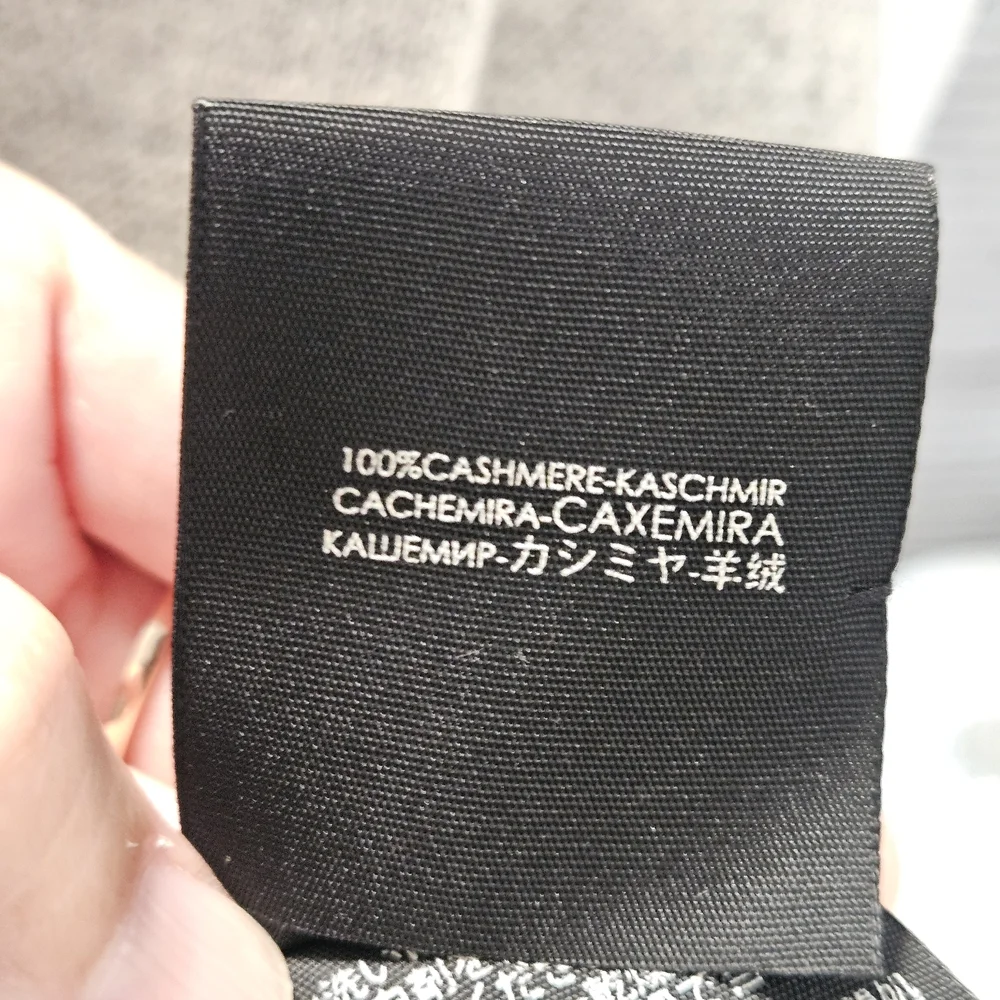 100%CASHMERE-KASCHMIR
CACHEMIRA-CAXEMIRA
КАШЕМИР-カシミヤ-羊绒